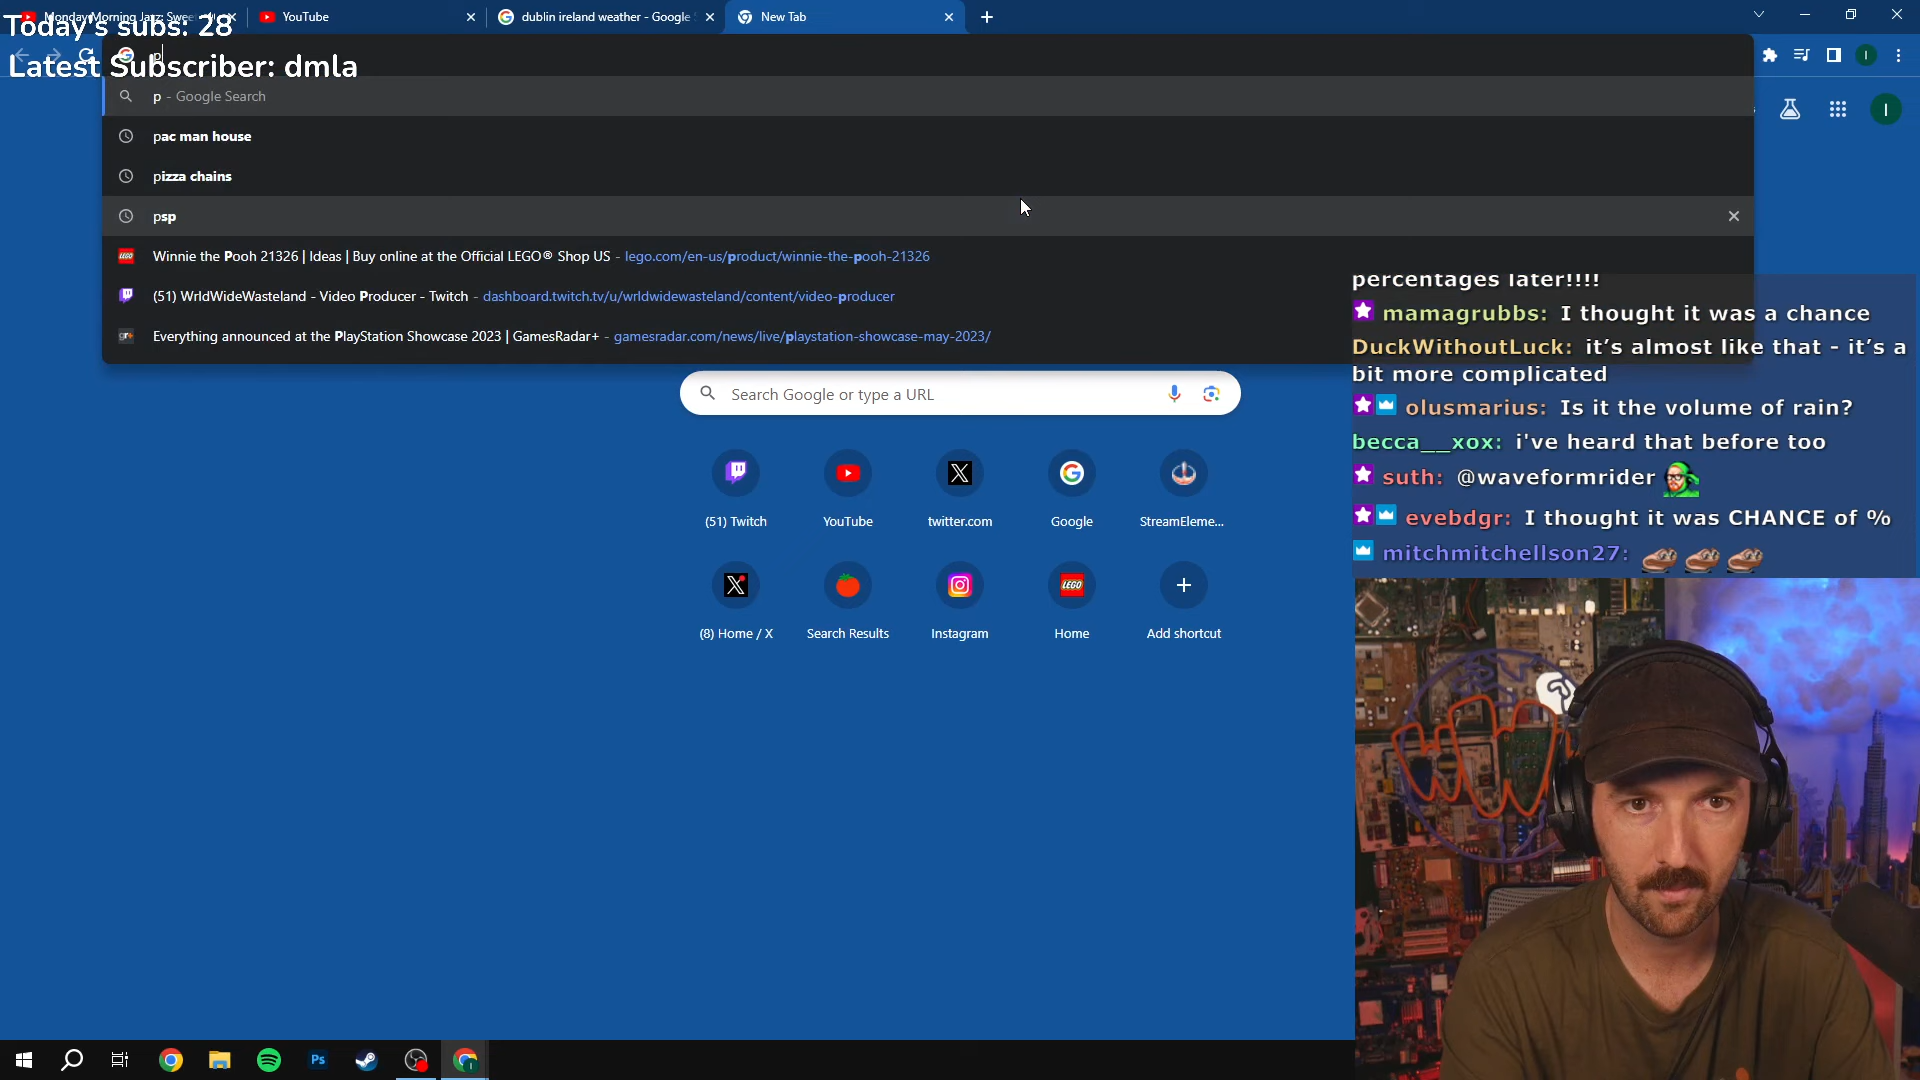 Monday Morning Jazz: Swee
YouTube
dublin ireland weather - Google
New Tab
Today's subs: 28
Latest Subscriber: dmla
p
p - Google Search
pac man house
pizza chains
psp
Winnie the Pooh 21326 | Ideas | Buy online at the Official LEGO® Shop US - lego.com/en-us/product/winnie-the-pooh-21326
(51) WrldWideWasteland - Video Producer - Twitch - dashboard.twitch.tv/u/wrldwidewasteland/content/video-producer
Everything announced at the PlayStation Showcase 2023 | GamesRadar+ - gamesradar.com/news/live/playstation-showcase-may-2023/
I
I
Search Google or type a URL
(51) Twitch
YouTube
twitter.com
Google
StreamEleme...
(8) Home / X
Search Results
Instagram
Home
Add shortcut
percentages later!!!!
mamagrubbs: I thought it was a chance
DuckWithoutLuck: it's almost like that - it's a
bit more complicated
olusmarius: Is it the volume of rain?
becca__xox: i've heard that before too
suth: @waveformrider
evebdgr: I thought it was CHANCE of %
mitchmitchellson27:
Ps